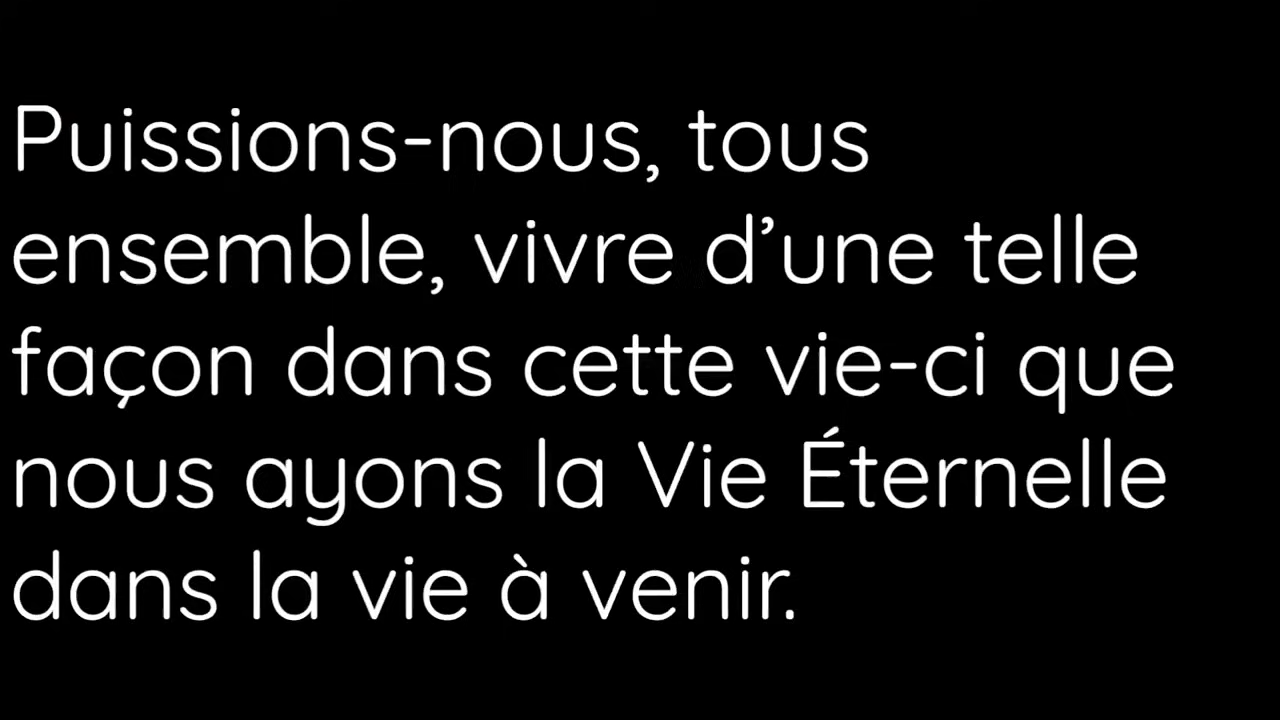 Puissions-nous, tous
ensemble, vivre d’une telle
façon dans cette vie-ci que
nous ayons la Vie Éternelle
dans la vie à venir.